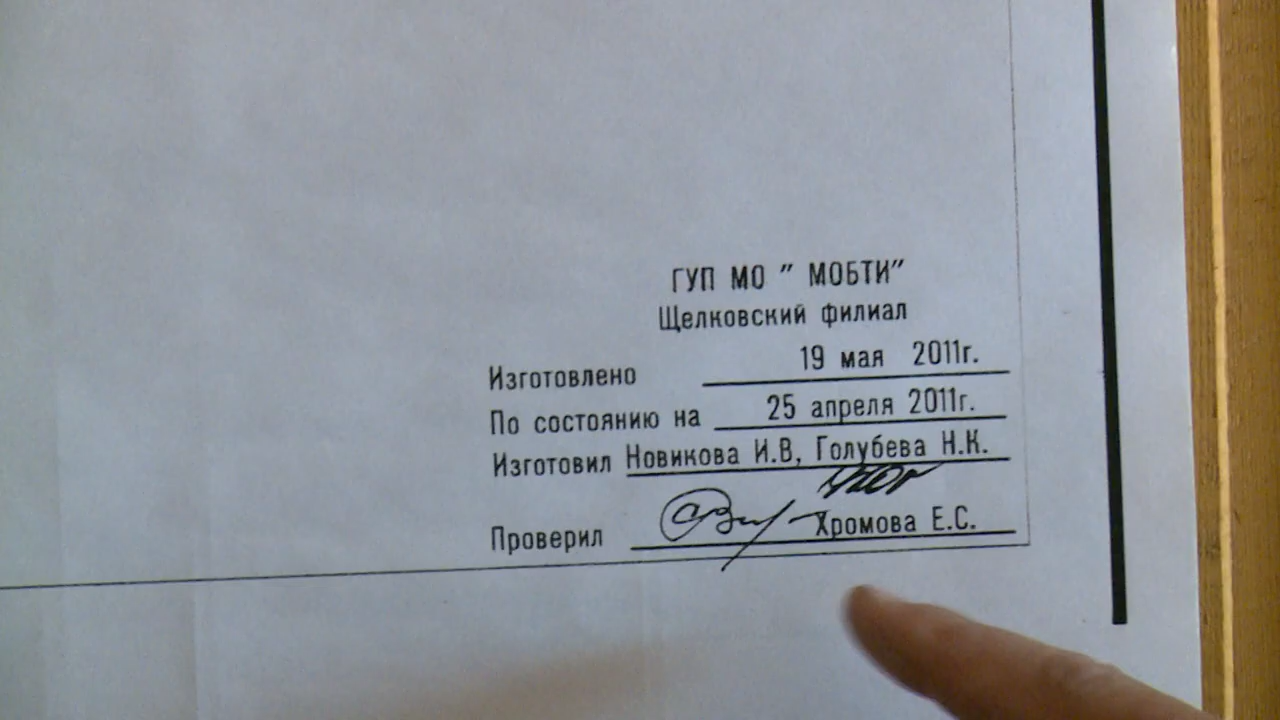 ГУП МО " МОБТИ"
Щелковский филиал
Изготовлено 19 мая 2011г.
По состоянию на 25 апреля 2011г.
Изготовил Новикова И.В, Голубева Н.К.
Проверил Хромова Е.С.